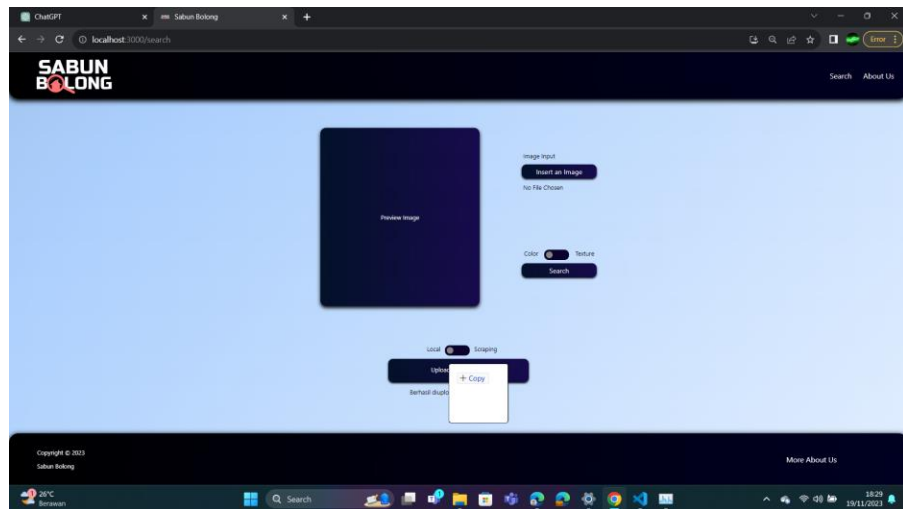 ChatGPT
Sabun Bolong
localhost:3000/search
Error
SABUN
BOLONG
Search About Us
Image Input
Insert an Image
No File Chosen
Preview Image
Color Texture
Search
Local Scraping
+ Copy
Berhasil
Copyright © 2023
Sabun Bolong
More About Us
26°C
Berawan
Search
18:29
19/11/2023